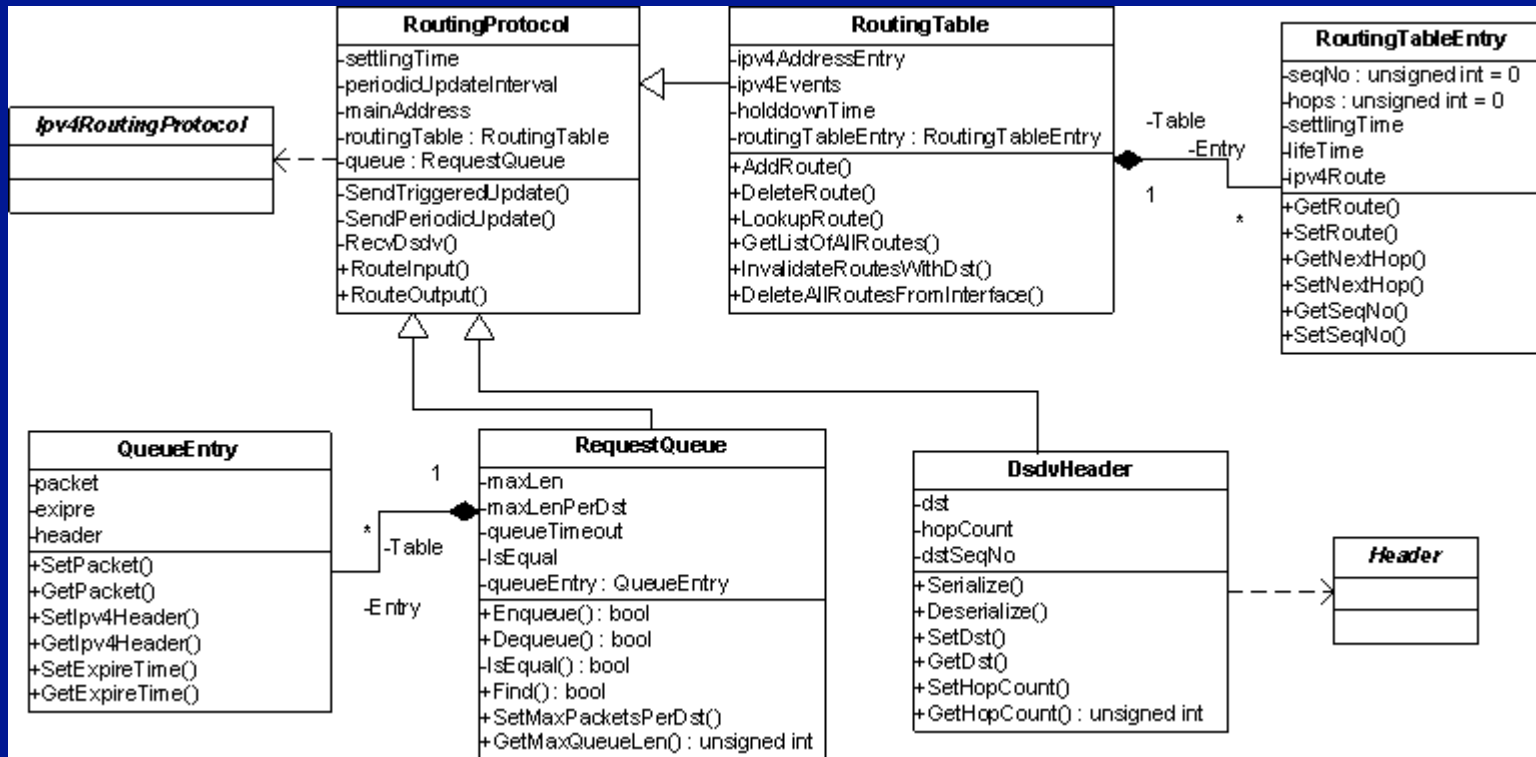 Ipv4RoutingProtocol
RoutingProtocol
-settlingTime
-periodicUpdateInterval
-mainAddress
-routingTable : RoutingTable
-queue : RequestQueue
-SendTriggeredUpdate()
-SendPeriodicUpdate()
-RecvDsdv()
+RouteInput()
+RouteOutput()
RoutingTable
-ipv4AddressEntry
-ipv4Events
-holddownTime
-routingTableEntry : RoutingTableEntry
+AddRoute()
+DeleteRoute()
+LookupRoute()
+GetListOfAllRoutes()
+InvalidateRoutesWithDst()
+DeleteAllRoutesFromInterface()
-Table
-Entry
1
*
RoutingTableEntry
-seqNo : unsigned int = 0
-hops : unsigned int = 0
-settlingTime
-lifeTime
-ipv4Route
+GetRoute()
+SetRoute()
+GetNextHop()
+SetNextHop()
+GetSeqNo()
+SetSeqNo()
QueueEntry
-packet
-exipre
-header
+SetPacket()
+GetPacket()
+SetIpv4Header()
+GetIpv4Header()
+SetExpireTime()
+GetExpireTime()
1
*
-Table
-Entry
RequestQueue
-maxLen
-maxLenPerDst
-queueTimeout
-IsEqual
-queueEntry : QueueEntry
+Enqueue() : bool
+Dequeue() : bool
-IsEqual() : bool
+Find() : bool
+SetMaxPacketsPerDst()
+GetMaxQueueLen() : unsigned int
DsdvHeader
-dst
-hopCount
-dstSeqNo
+Serialize()
+Deserialize()
+SetDst()
+GetDst()
+SetHopCount()
+GetHopCount() : unsigned int
Header